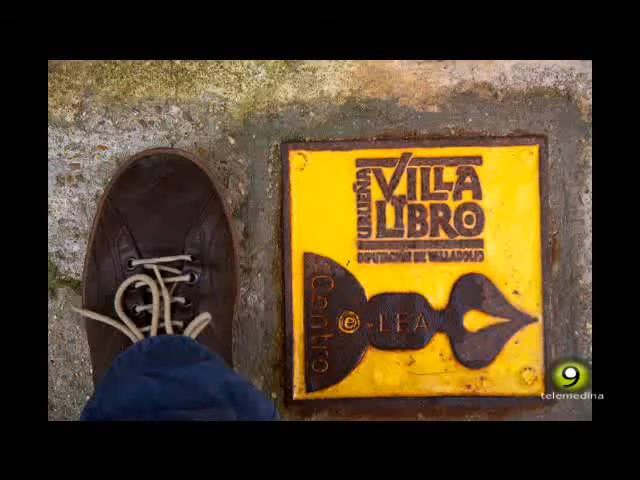 URUEÑA
VILLA
LIBRO
DIPUTACIÓN DE VALLADOLID
Centro
e-LEA
9
telemedina